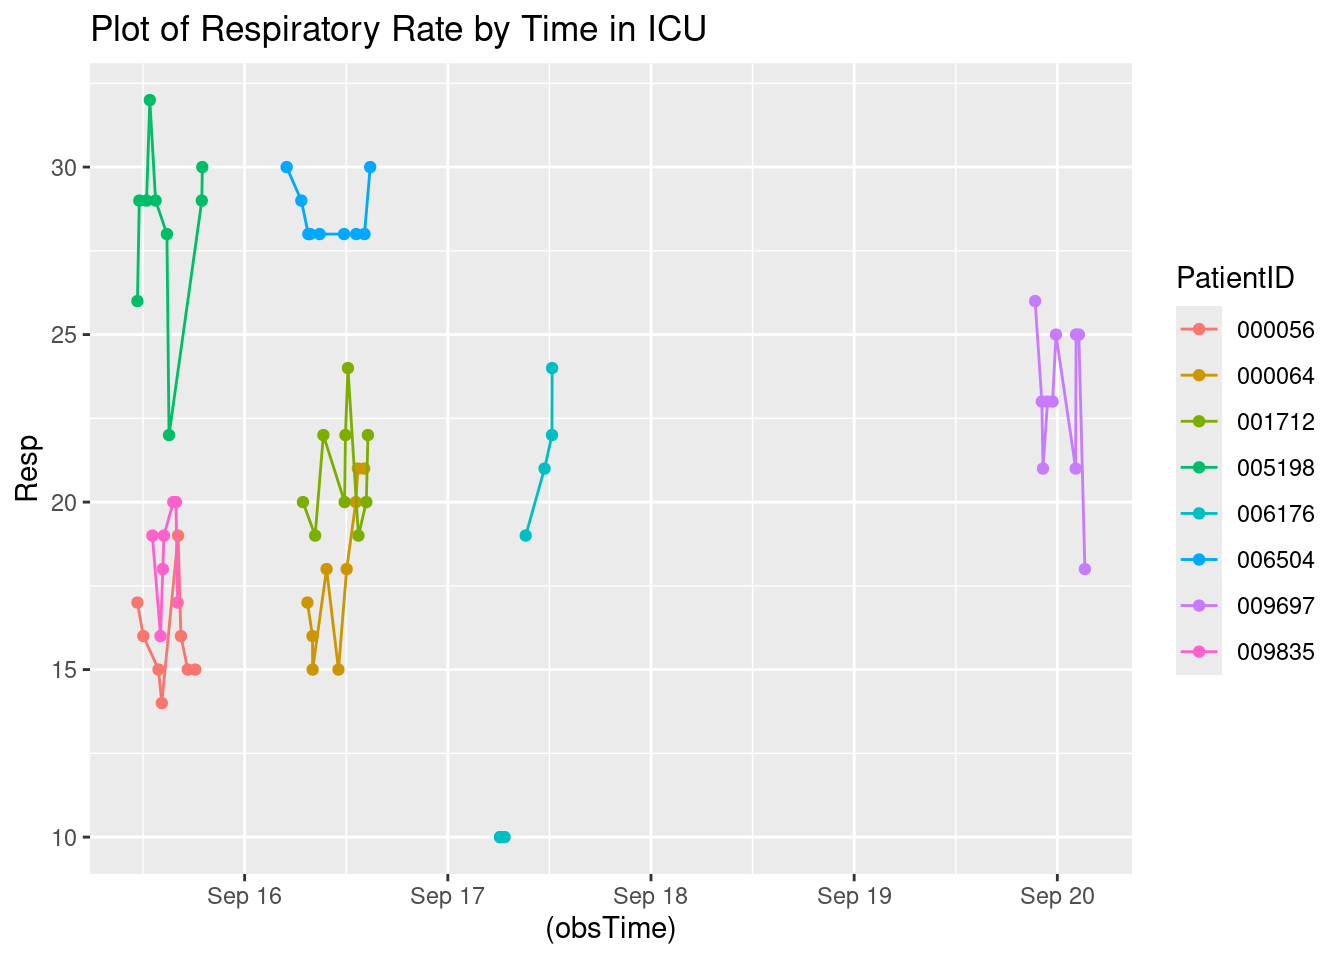 Plot of Respiratory Rate by Time in ICU
Resp
30
25
20
15
10
Sep 16
Sep 17
Sep 18
Sep 19
Sep 20
(obsTime)
PatientID
000056
000064
001712
005198
006176
006504
009697
009835